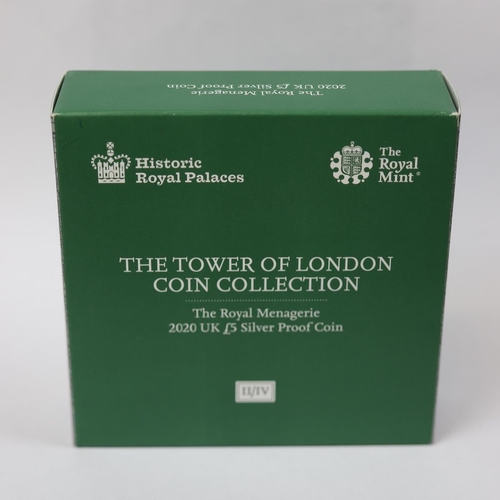 The Royal Menagerie
2020 UK £5 Silver Proof Coin
Historic
Royal Palaces
The
Royal
Mint®
THE TOWER OF LONDON
COIN COLLECTION
The Royal Menagerie
2020 UK £5 Silver Proof Coin
II/IV